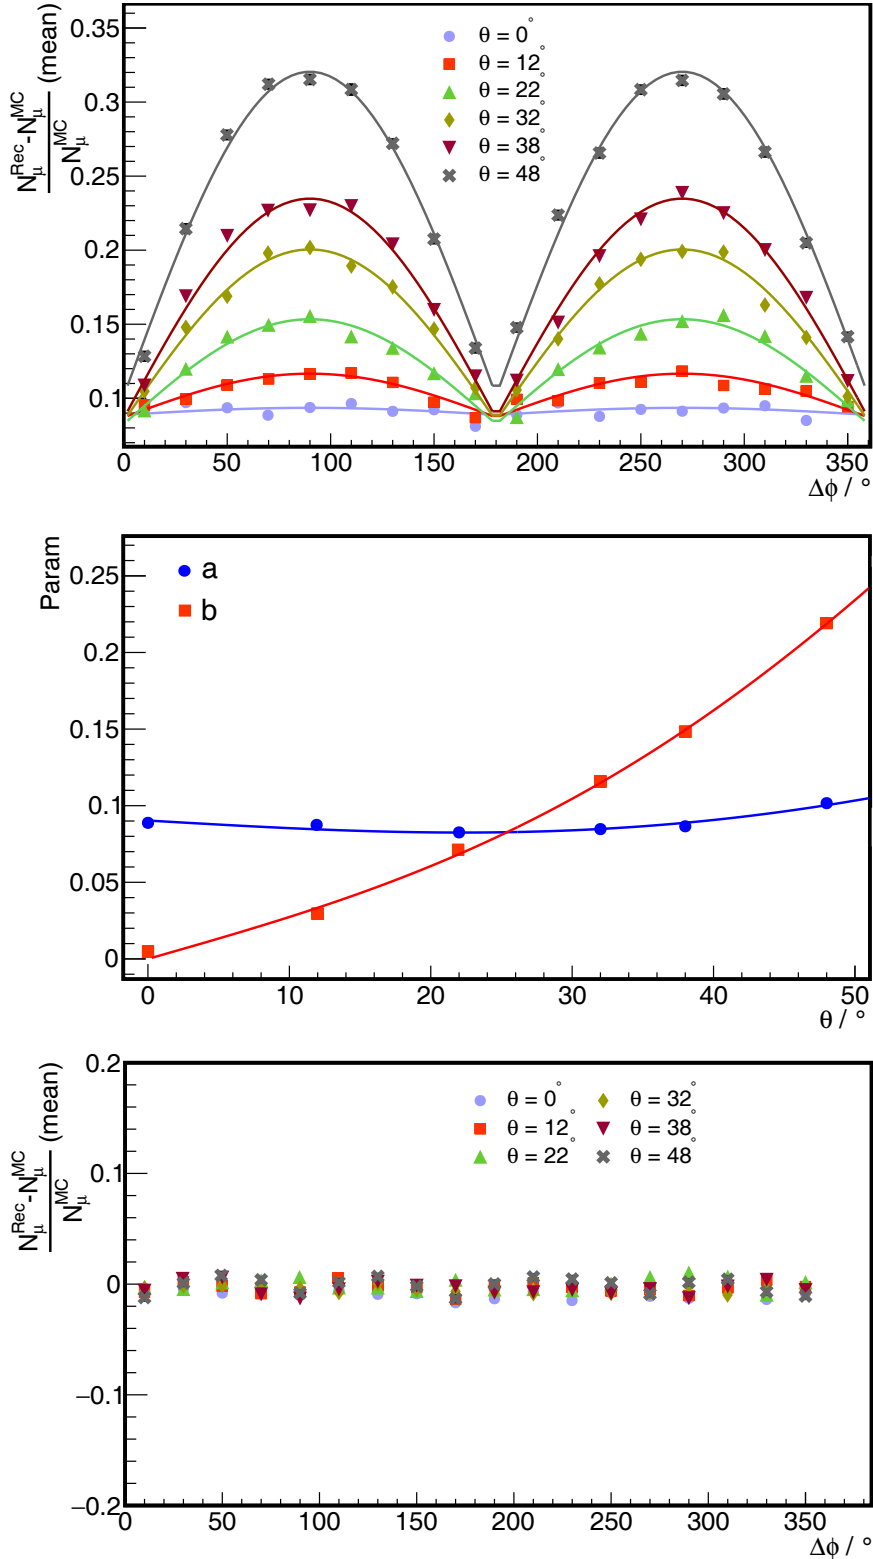 N_μ^Rec - N_μ^MC / N_μ^MC (mean)
0.35
0.3
0.25
0.2
0.15
0.1
θ = 0°
θ = 12°
θ = 22°
θ = 32°
θ = 38°
θ = 48°
0 50 100 150 200 250 300 350
Δϕ / °
Param
0.25
0.2
0.15
0.1
0.05
0
a
b
0 10 20 30 40 50
θ / °
N_μ^Rec - N_μ^MC / N_μ^MC (mean)
0.2
0.1
0
−0.1
−0.2
θ = 0° θ = 32°
θ = 12° θ = 38°
θ = 22° θ = 48°
0 50 100 150 200 250 300 350
Δϕ / °